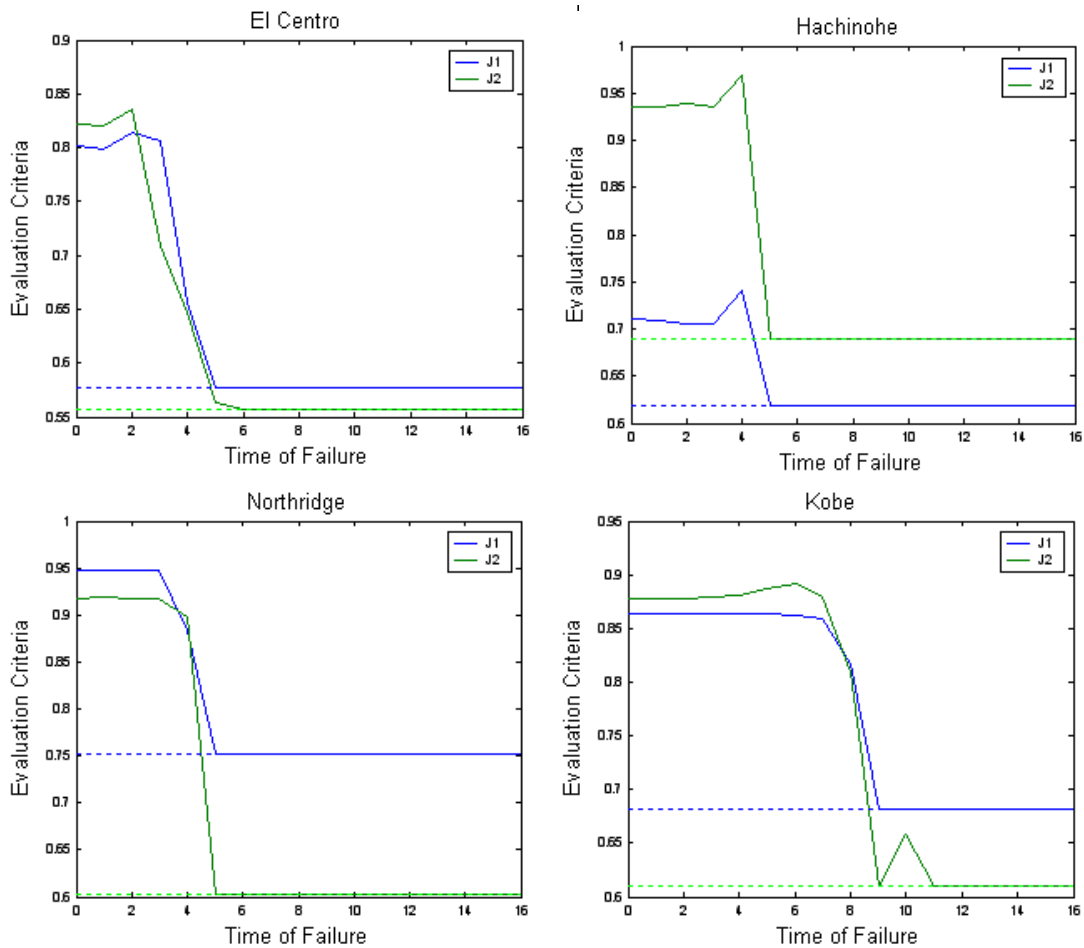 El Centro
0.9
0.85
0.8
0.75
0.7
0.65
0.6
0.55
0 2 4 6 8 10 12 14 16
Evaluation Criteria
Time of Failure
J1
J2
Hachinohe
1
0.95
0.9
0.85
0.8
0.75
0.7
0.65
0.6
0 2 4 6 8 10 12 14 16
Evaluation Criteria
Time of Failure
J1
J2
Northridge
1
0.95
0.9
0.85
0.8
0.75
0.7
0.65
0.6
0 2 4 6 8 10 12 14 16
Evaluation Criteria
Time of Failure
J1
J2
Kobe
0.95
0.9
0.85
0.8
0.75
0.7
0.65
0.6
0 2 4 6 8 10 12 14 16
Evaluation Criteria
Time of Failure
J1
J2